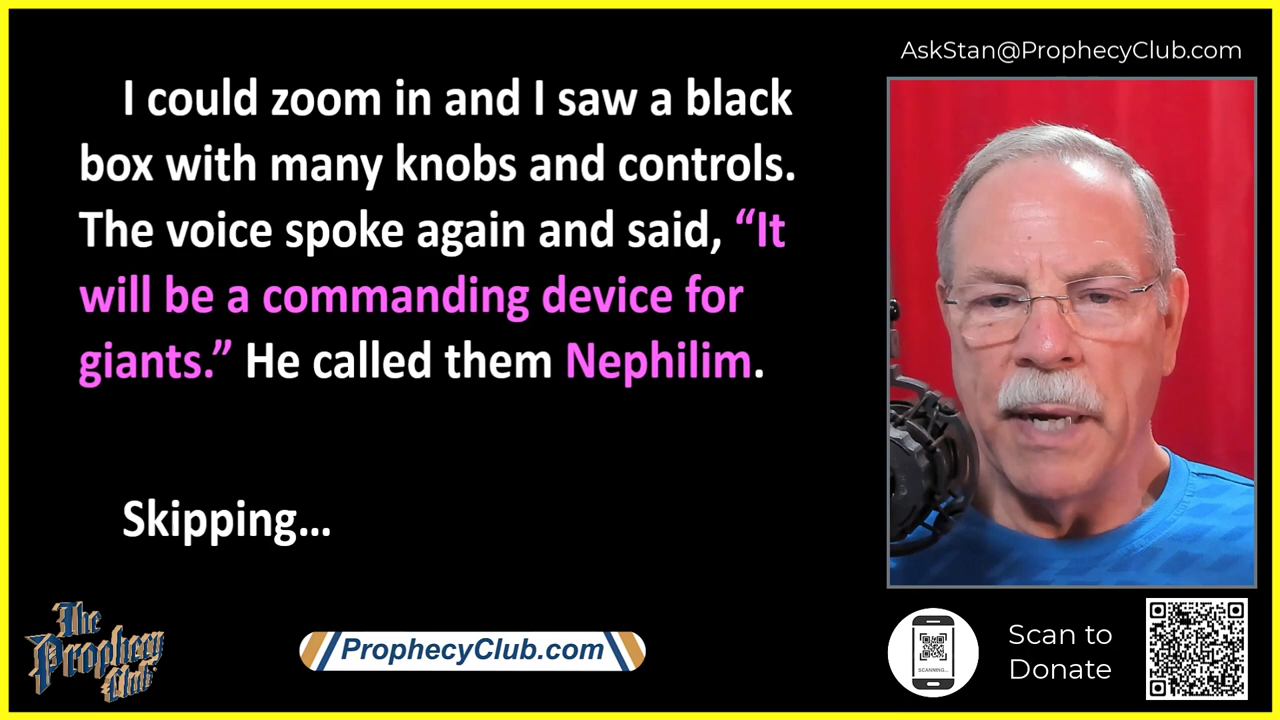 AskStan@ProphecyClub.com
I could zoom in and I saw a black
box with many knobs and controls.
The voice spoke again and said, “It
will be a commanding device for
giants.” He called them Nephilim.
Skipping...
The
Prophecy
Club
ProphecyClub.com
SCANNING...
Scan to
Donate